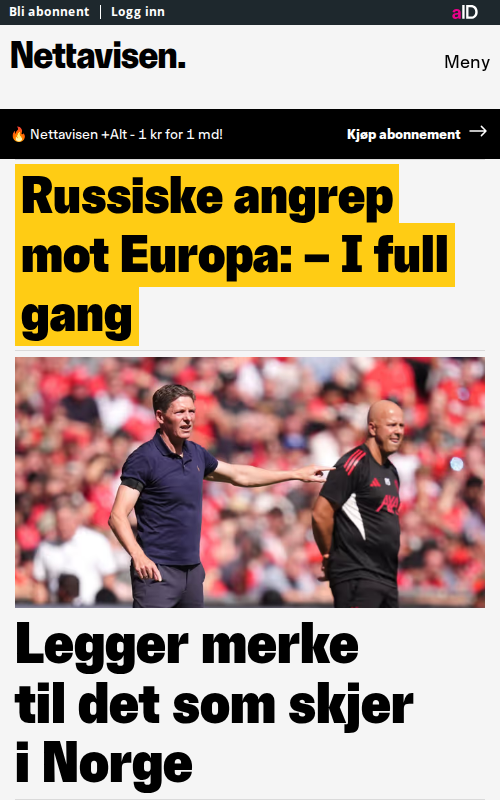 Bli abonnent | Logg inn
aID
Nettavisen.
Meny
🔥 Nettavisen +Alt - 1 kr for 1 md!
Kjøp abonnement →
Russiske angrep
mot Europa: – I full
gang
Legger merke
til det som skjer
i Norge